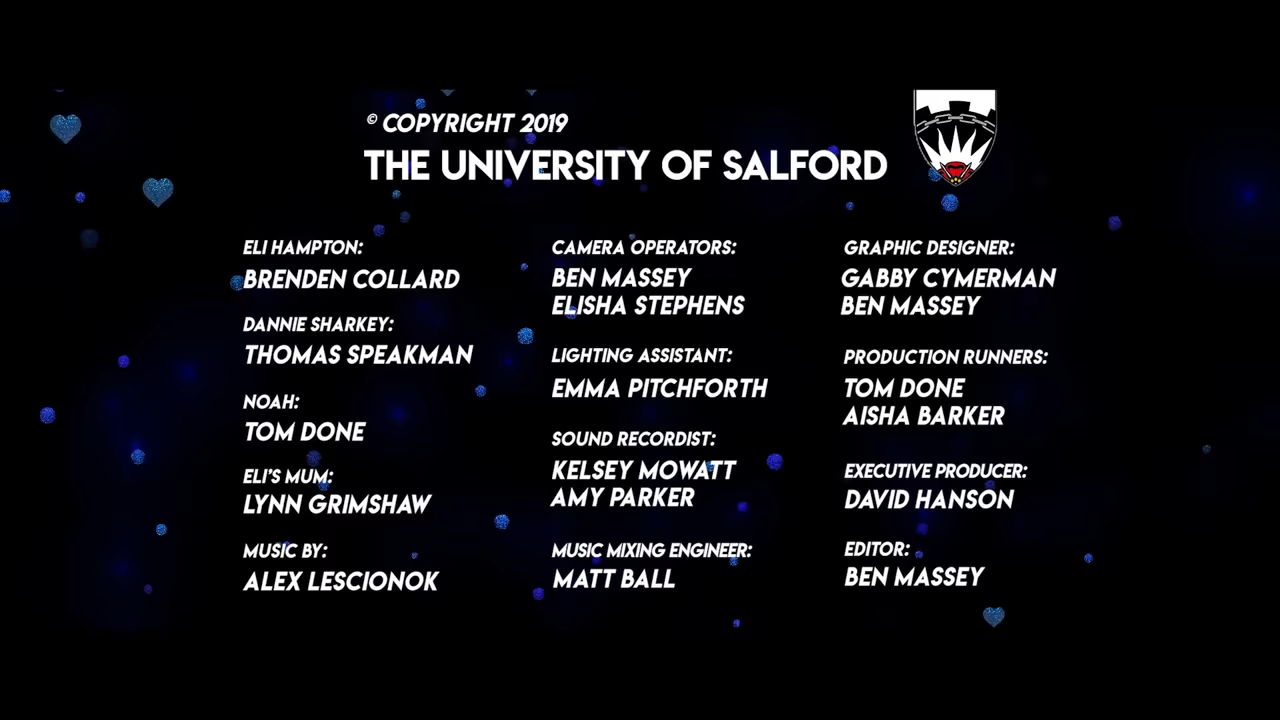 © COPYRIGHT 2019
THE UNIVERSITY OF SALFORD
ELI HAMPTON:
BRENDEN COLLARD
DANNIE SHARKEY:
THOMAS SPEAKMAN
NOAH:
TOM DONE
ELI'S MUM:
LYNN GRIMSHAW
MUSIC BY:
ALEX LESCIONOK
CAMERA OPERATORS:
BEN MASSEY
ELISHA STEPHENS
LIGHTING ASSISTANT:
EMMA PITCHFORTH
SOUND RECORDIST:
KELSEY MOWATT
AMY PARKER
MUSIC MIXING ENGINEER:
MATT BALL
GRAPHIC DESIGNER:
GABBY CYMERMAN
BEN MASSEY
PRODUCTION RUNNERS:
TOM DONE
AISHA BARKER
EXECUTIVE PRODUCER:
DAVID HANSON
EDITOR:
BEN MASSEY